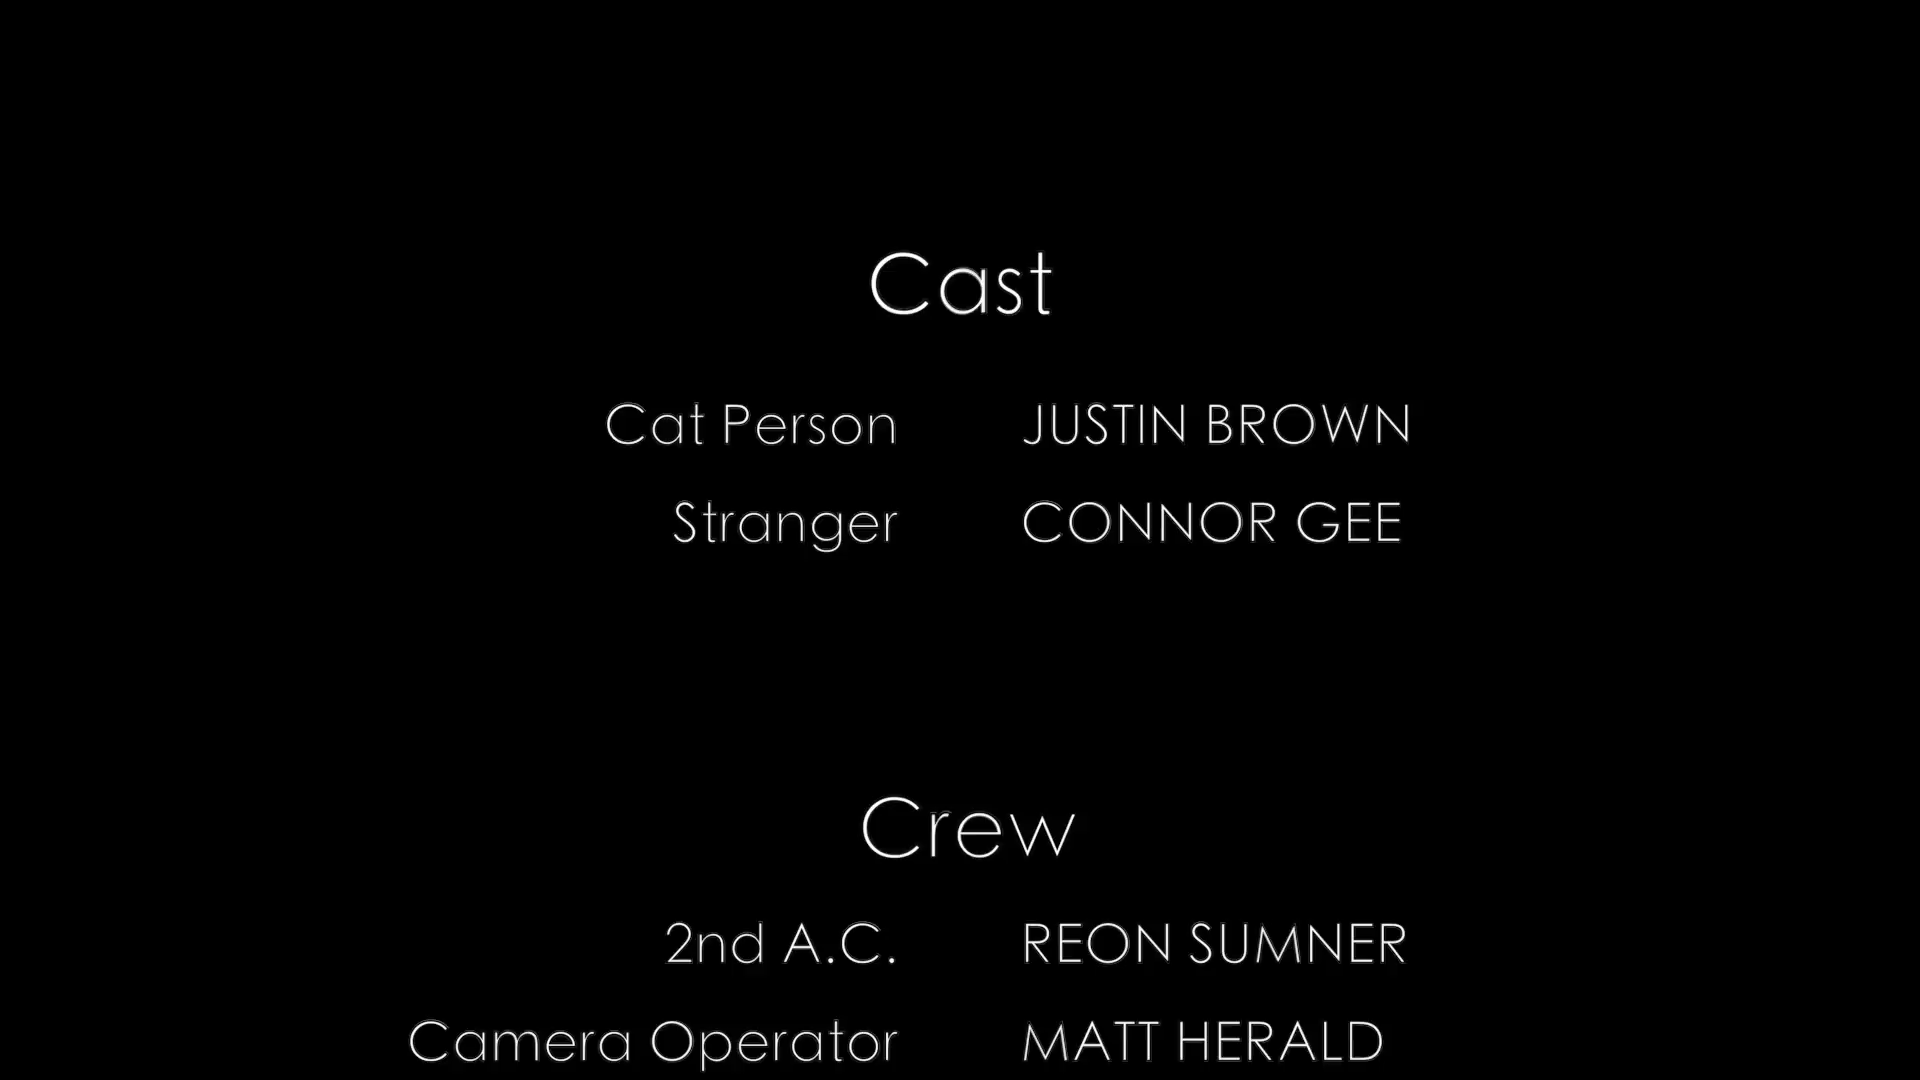 Cast
Cat Person JUSTIN BROWN
Stranger CONNOR GEE
Crew
2nd A.C. REON SUMNER
Camera Operator MATT HERALD